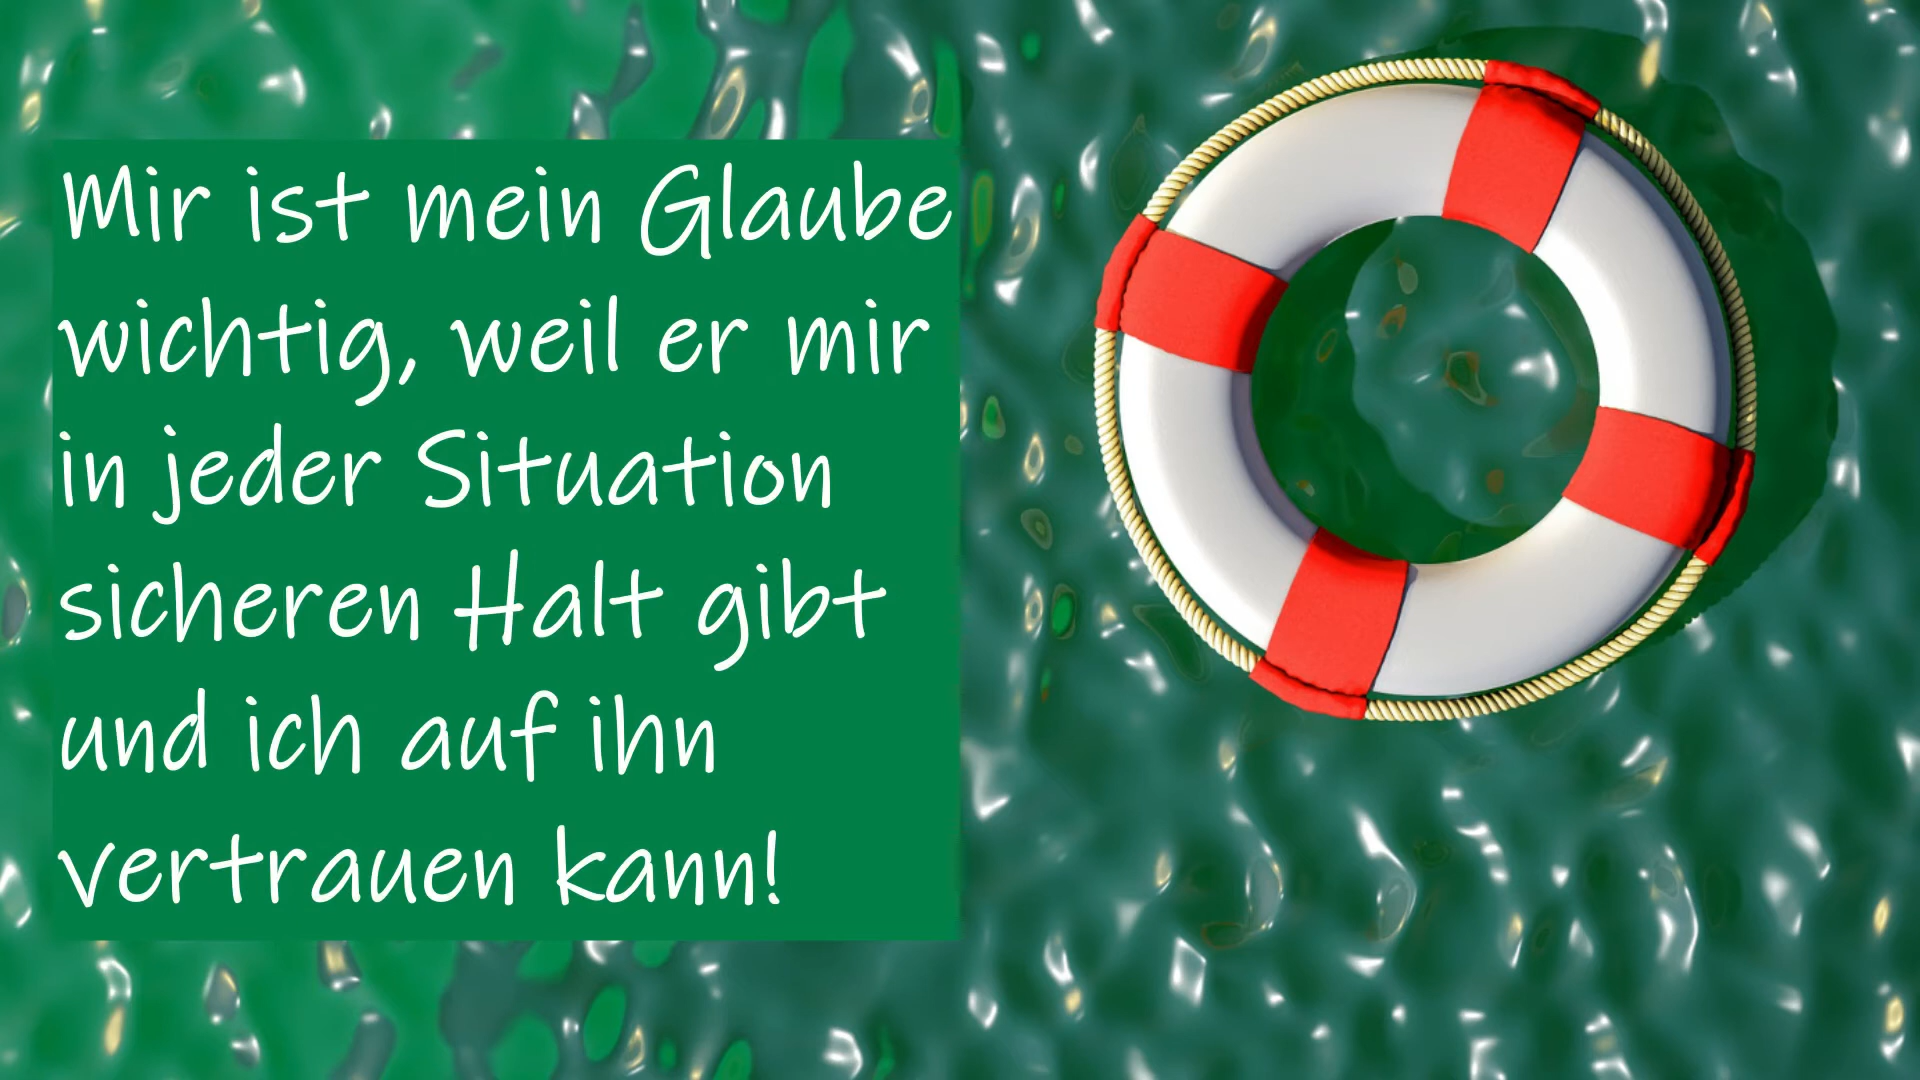 Mir ist mein Glaube
wichtig, weil er mir
in jeder Situation
sicheren Halt gibt
und ich auf ihn
vertrauen kann!